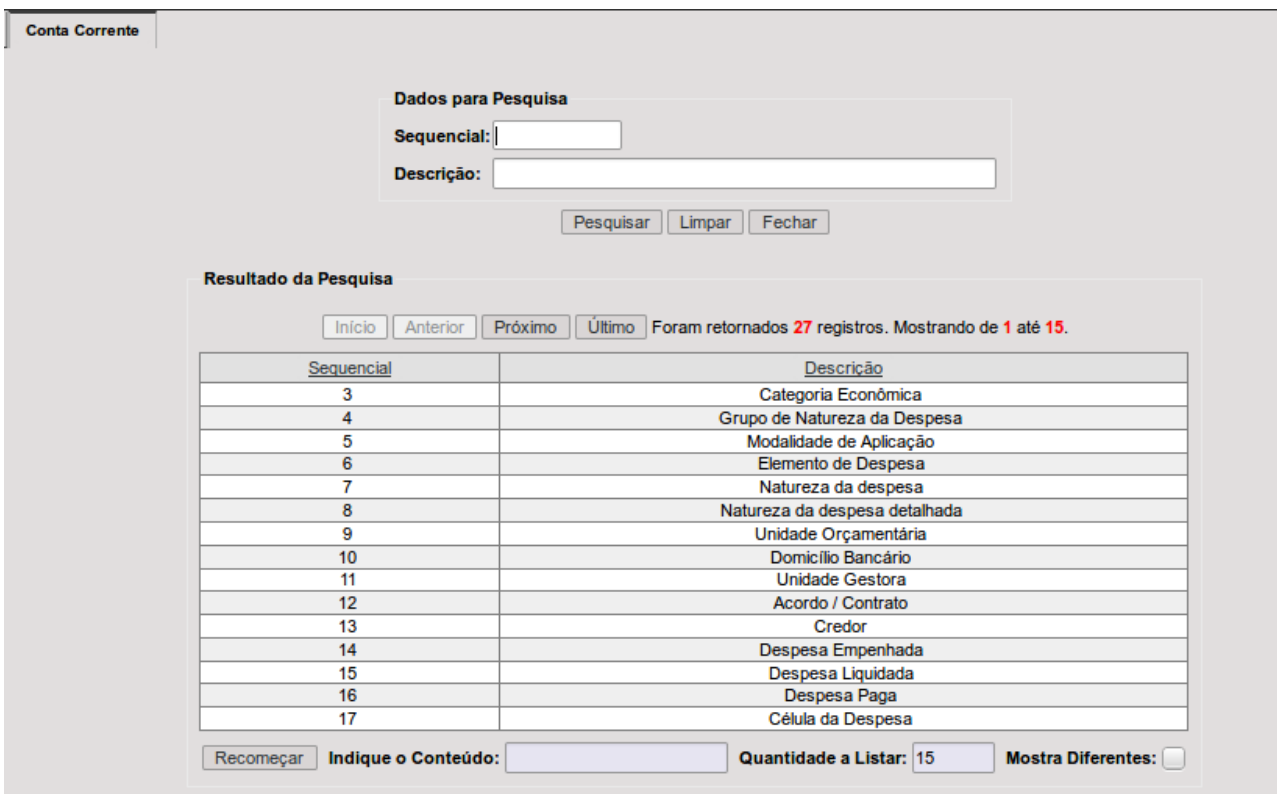 Conta Corrente
Dados para Pesquisa
Sequencial:
Descrição:
Pesquisar Limpar Fechar
Resultado da Pesquisa
Início Anterior Próximo Último Foram retornados 27 registros. Mostrando de 1 até 15.
Sequencial Descrição
3 Categoria Econômica
4 Grupo de Natureza da Despesa
5 Modalidade de Aplicação
6 Elemento de Despesa
7 Natureza da despesa
8 Natureza da despesa detalhada
9 Unidade Orçamentária
10 Domicílio Bancário
11 Unidade Gestora
12 Acordo / Contrato
13 Credor
14 Despesa Empenhada
15 Despesa Liquidada
16 Despesa Paga
17 Célula da Despesa
Recomeçar Indique o Conteúdo: Quantidade a Listar: 15 Mostra Diferentes: